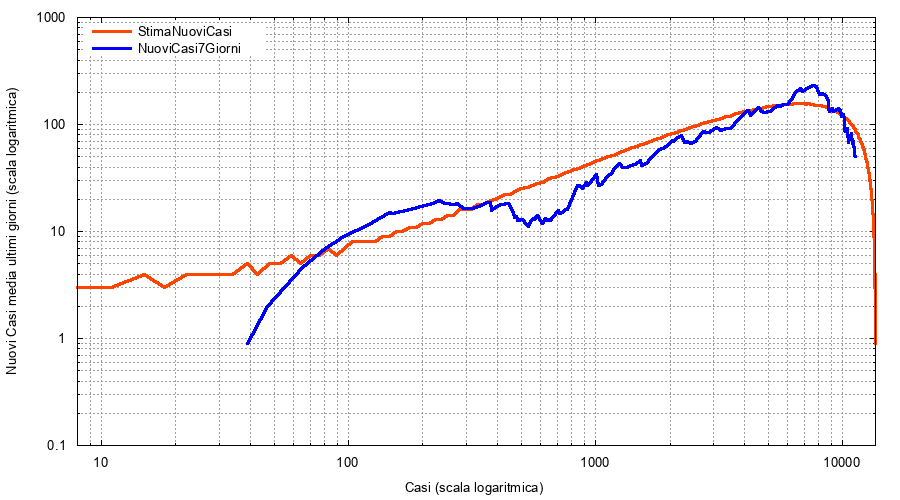 1000
100
10
1
0.1
10
100
1000
10000
StimaNuoviCasi
NuoviCasi7Giorni
Nuovi Casi media ultimi giorni (scala logaritmica)
Casi (scala logaritmica)